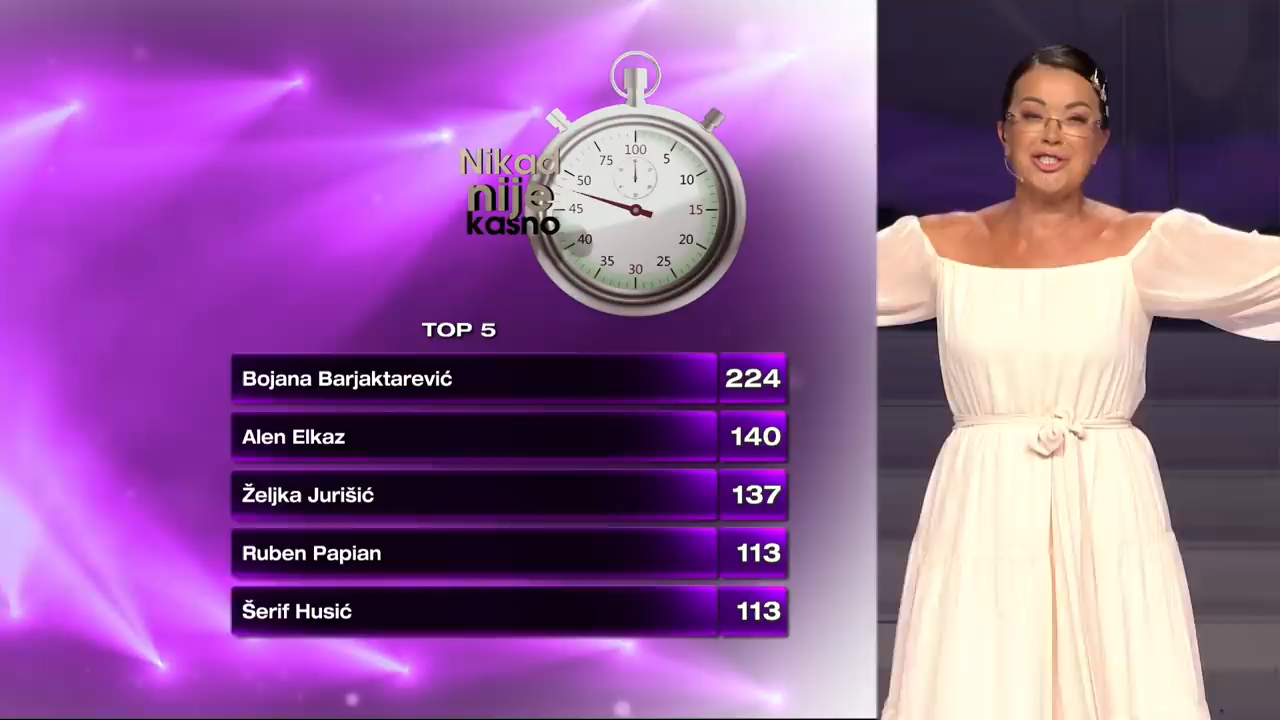 Nikad
nije
kasno
100
75
5
50
10
45
15
40
20
35
25
30
TOP 5
Bojana Barjaktarević 224
Alen Elkaz 140
Željka Jurišić 137
Ruben Papian 113
Šerif Husić 113